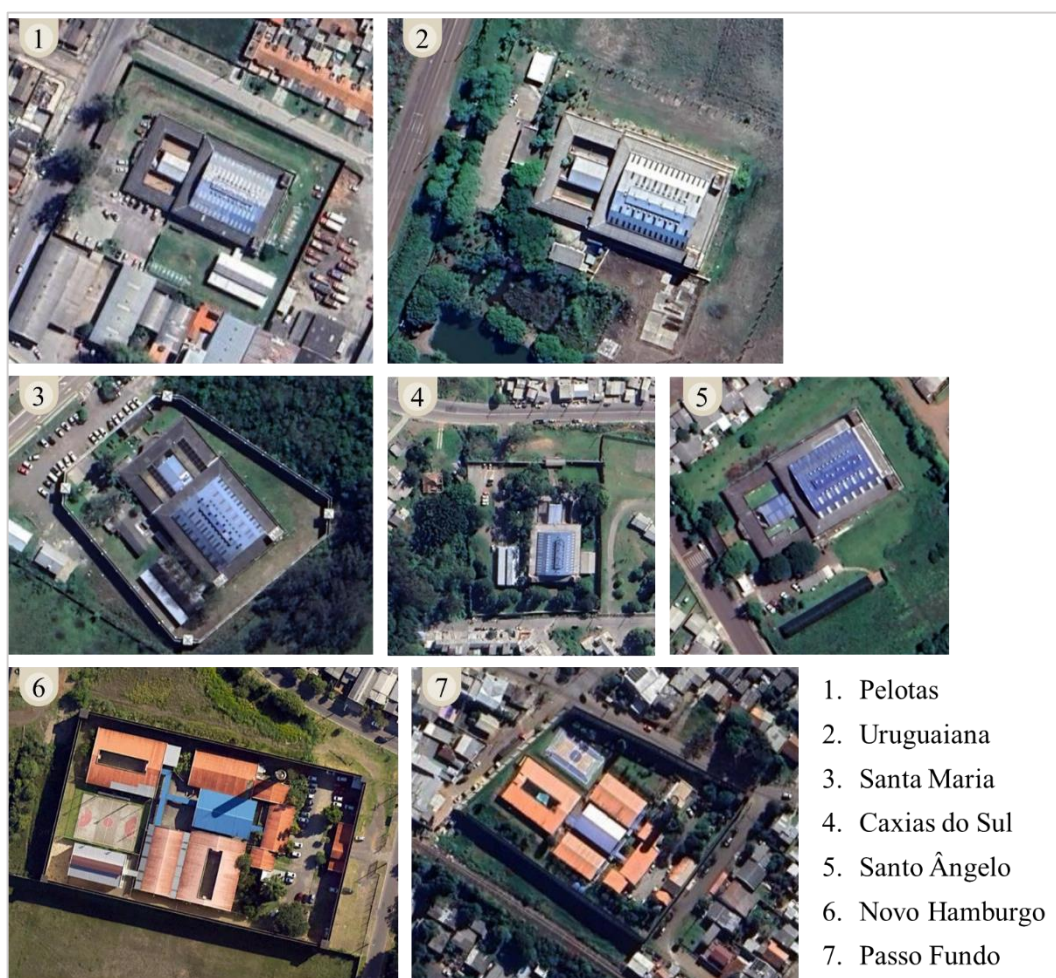 1
2
3
4
5
6
7
1. Pelotas
2. Uruguaiana
3. Santa Maria
4. Caxias do Sul
5. Santo Ângelo
6. Novo Hamburgo
7. Passo Fundo